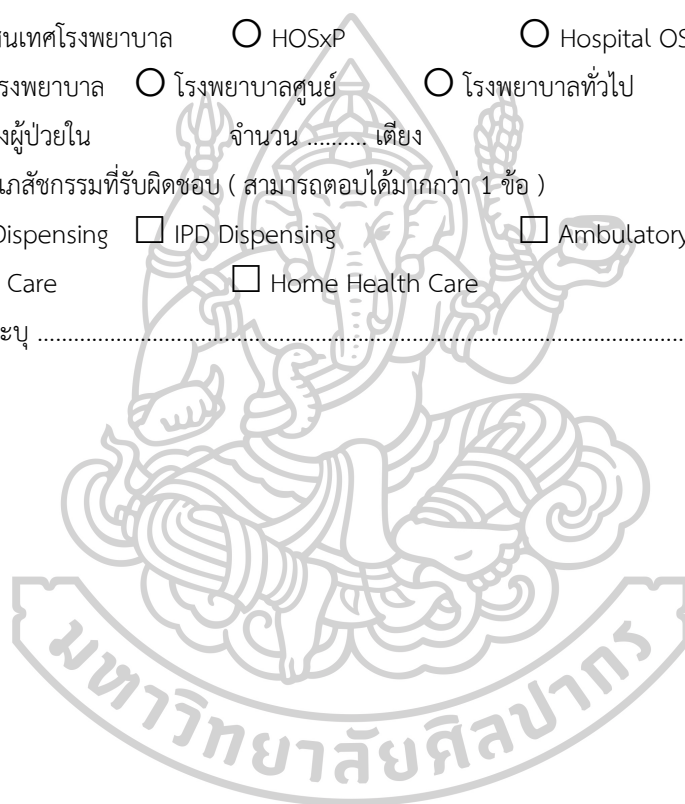 สนเทศโรงพยาบาล ○ HOSxP ○ Hospital OS
รงพยาบาล ○ โรงพยาบาลศูนย์ ○ โรงพยาบาลทั่วไป
งผู้ป่วยใน จำนวน .......... เตียง
เภสัชกรรมที่รับผิดชอบ ( สามารถตอบได้มากกว่า 1 ข้อ )
Dispensing □ IPD Dispensing □ Ambulatory
Care □ Home Health Care
ะบุ ..............................................................................................................
มหาวิทยาลัยศิลปากร